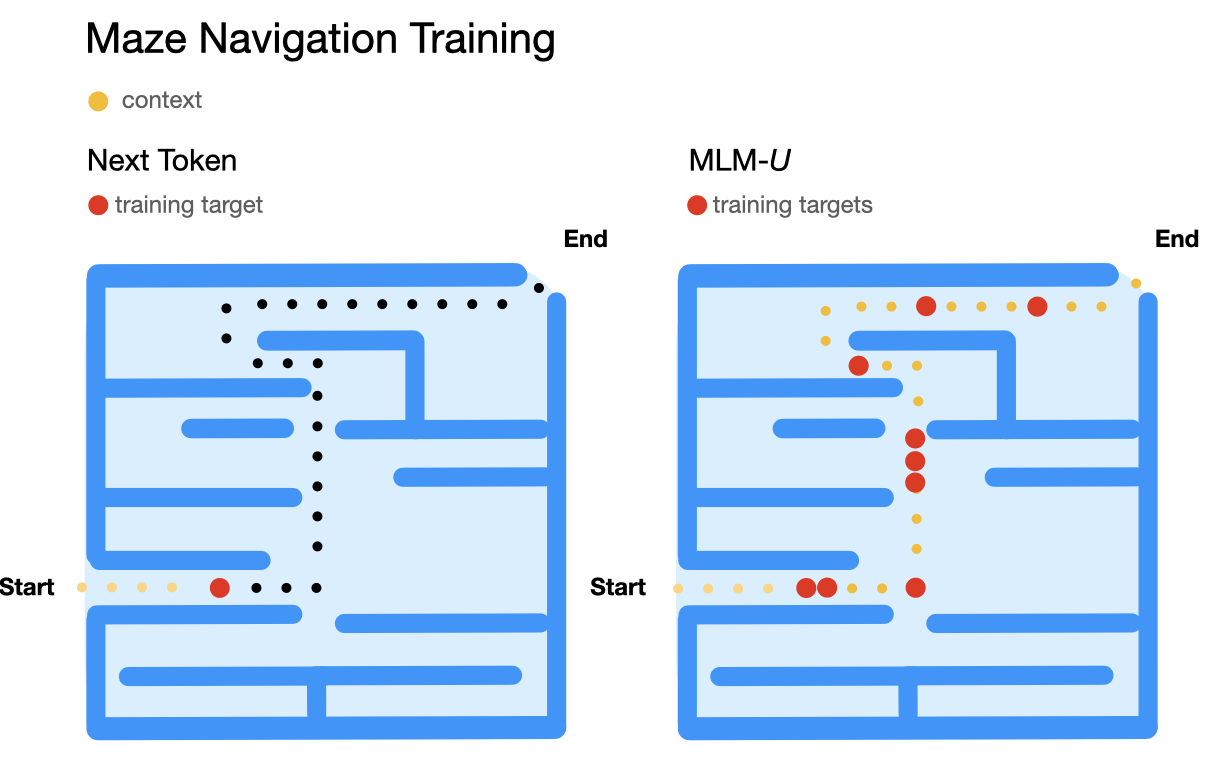 Maze Navigation Training
context
Next Token
training target
End
Start
MLM-U
training targets
End
Start